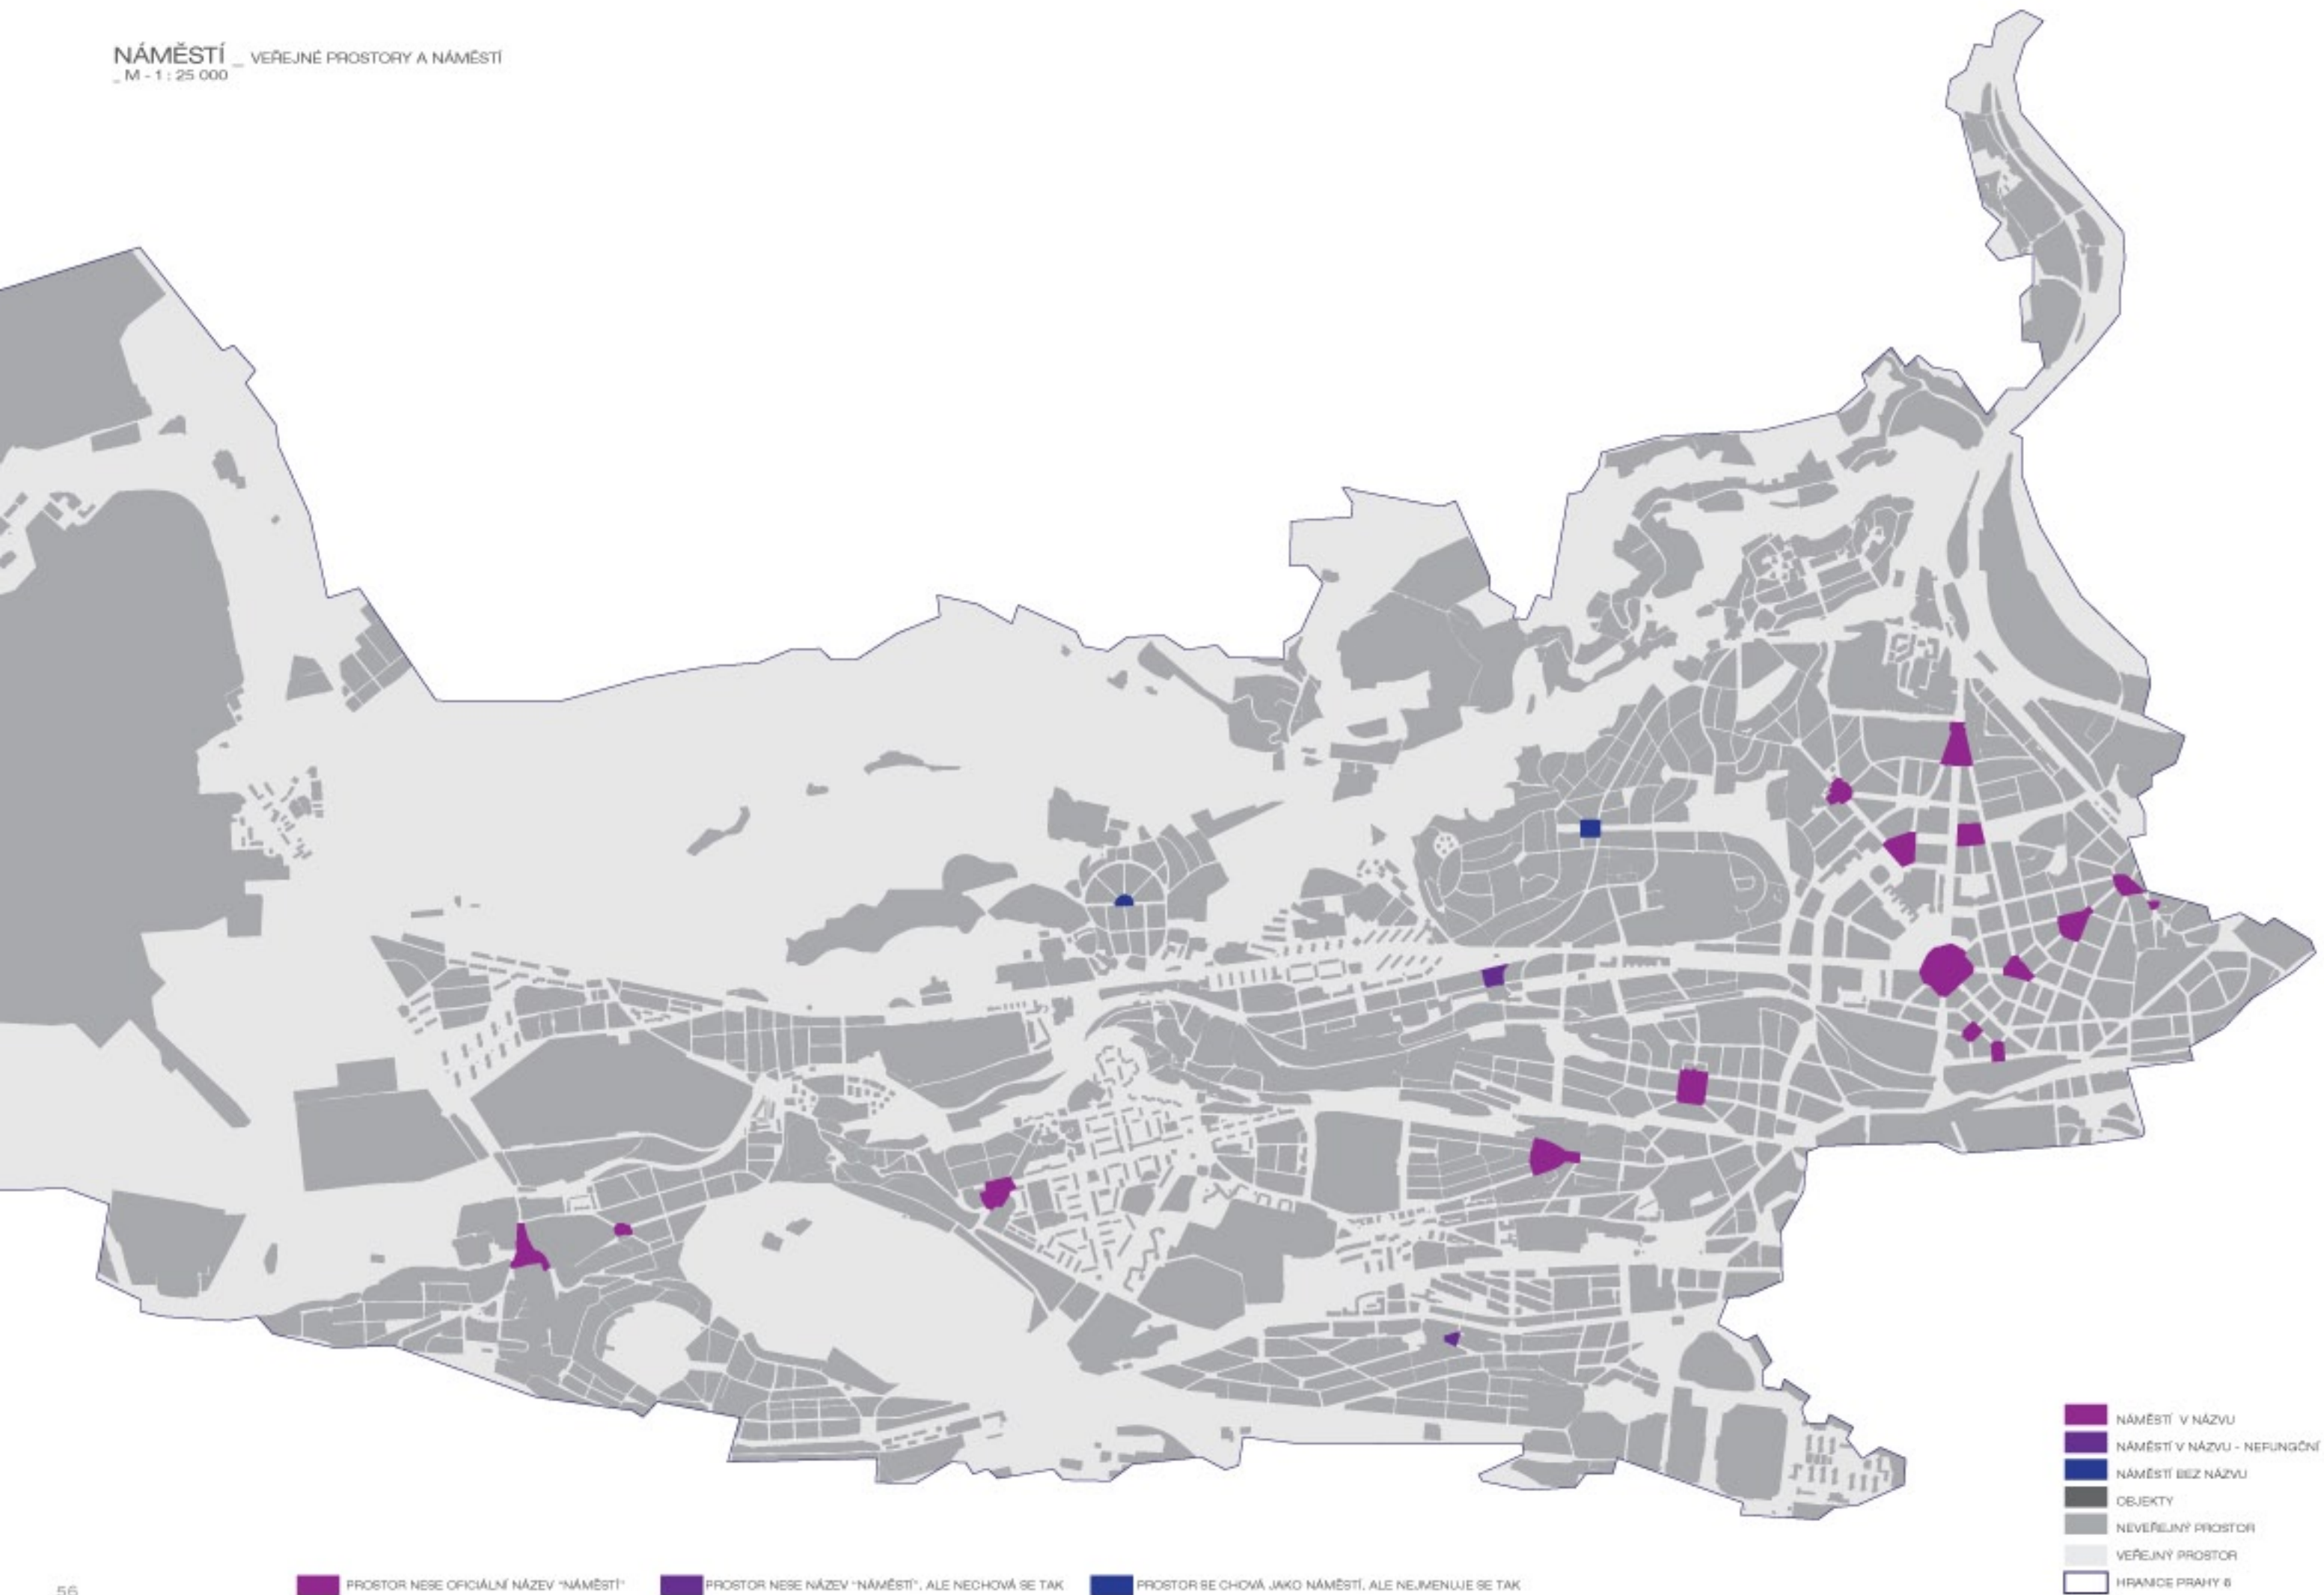 NÁMĚSTÍ _ VEŘEJNÉ PROSTORY A NÁMĚSTÍ
_ M - 1 : 25 000
NÁMĚSTÍ V NÁZVU
NÁMĚSTÍ V NÁZVU - NEFUNGČNÍ
NÁMĚSTÍ BEZ NÁZVU
OBJEKTY
NEVEŘEJNÝ PROSTOR
VEŘEJNÝ PROSTOR
HRANICE PRAHY 6
56
PROSTOR NESE OFICIÁLNÍ NÁZEV "NÁMĚSTÍ"
PROSTOR NESE NÁZEV "NÁMĚSTÍ", ALE NECHOVÁ SE TAK
PROSTOR SE CHOVÁ JAKO NÁMĚSTÍ, ALE NEJMENUJE SE TAK